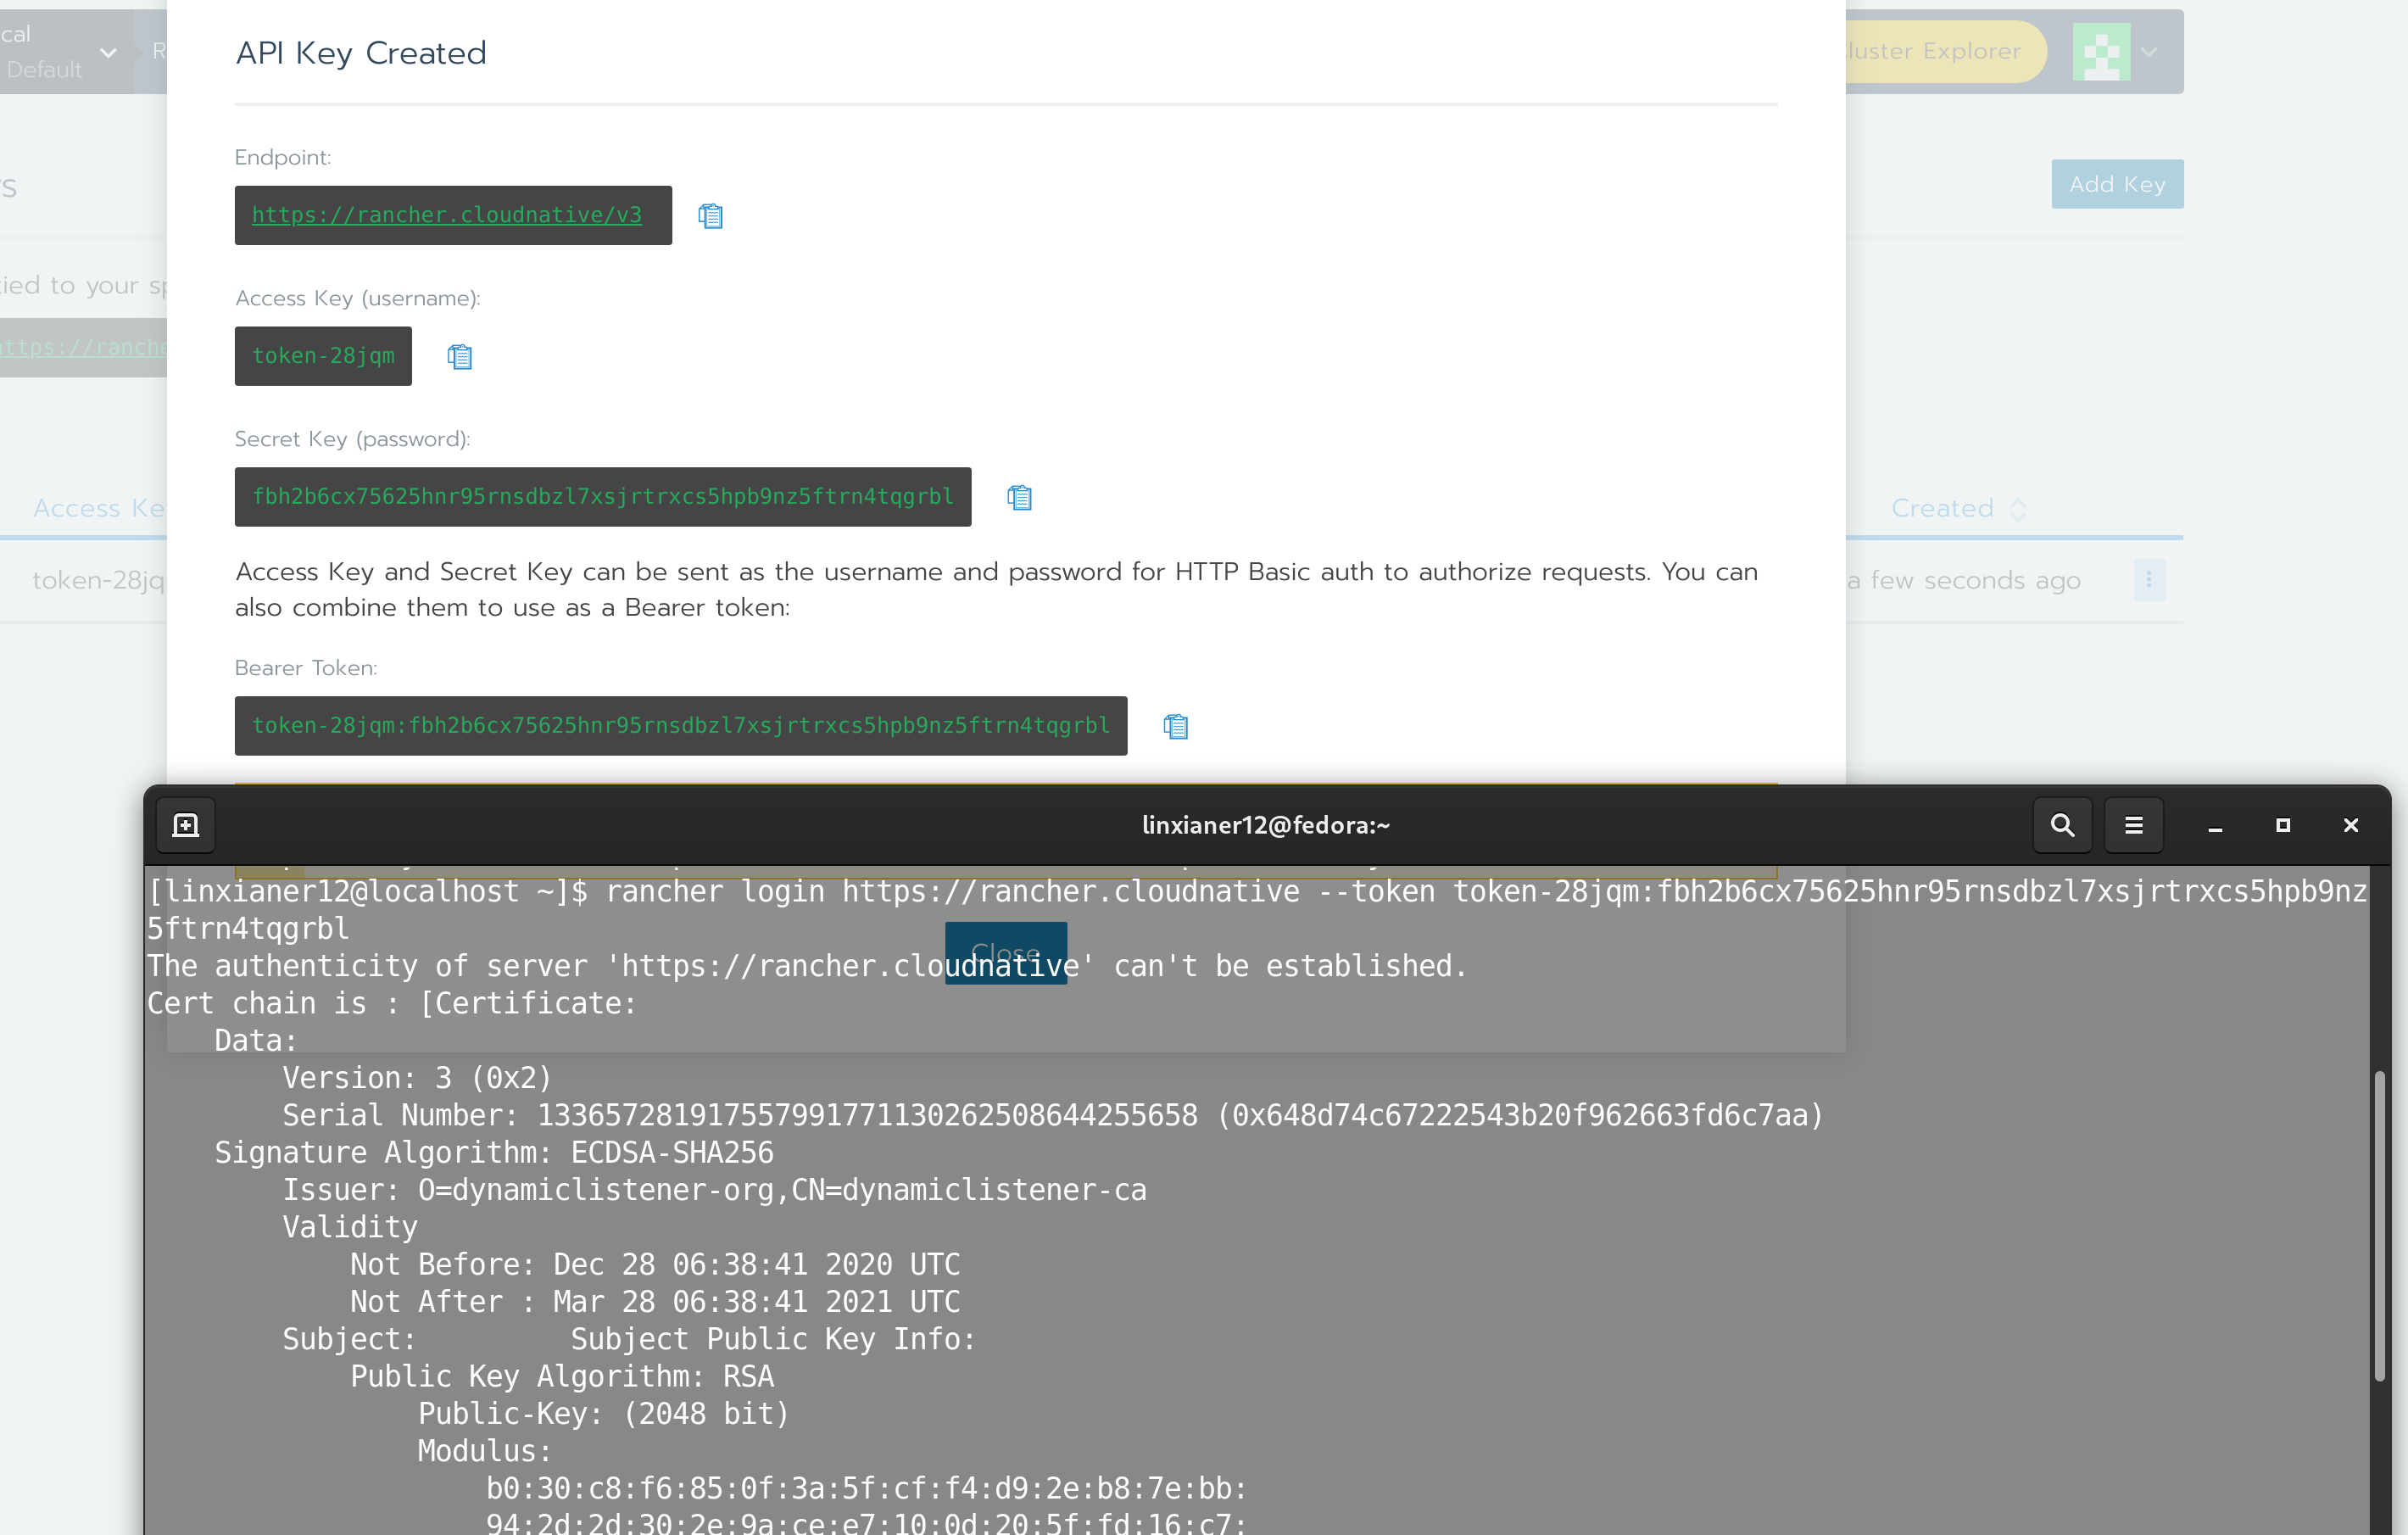 cal
Default
R
luster Explorer
API Key Created
Endpoint:
https://rancher.cloudnative/v3
Add Key
s
tied to your sp
https://ranche
Access Key (username):
token-28jqm
Secret Key (password):
fbh2b6cx75625hnr95rnsdbzl7xsjrtrxcs5hpb9nz5ftrn4tqgrbl
Access Ke
Created
Access Key and Secret Key can be sent as the username and password for HTTP Basic auth to authorize requests. You can
also combine them to use as a Bearer token:
token-28jq
a few seconds ago
Bearer Token:
token-28jqm:fbh2b6cx75625hnr95rnsdbzl7xsjrtrxcs5hpb9nz5ftrn4tqgrbl
linxianer12@fedora:~
[linxianer12@localhost ~]$ rancher login https://rancher.cloudnative --token token-28jqm:fbh2b6cx75625hnr95rnsdbzl7xsjrtrxcs5hpb9nz
5ftrn4tqgrbl
Close
The authenticity of server 'https://rancher.cloudnative' can't be established.
Cert chain is : [Certificate:
Data:
Version: 3 (0x2)
Serial Number: 133657281917557991771130262508644255658 (0x648d74c67222543b20f962663fd6c7aa)
Signature Algorithm: ECDSA-SHA256
Issuer: O=dynamiclistener-org,CN=dynamiclistener-ca
Validity
Not Before: Dec 28 06:38:41 2020 UTC
Not After : Mar 28 06:38:41 2021 UTC
Subject: Subject Public Key Info:
Public Key Algorithm: RSA
Public-Key: (2048 bit)
Modulus:
b0:30:c8:f6:85:0f:3a:5f:cf:f4:d9:2e:b8:7e:bb:
94:2d:2d:30:2e:9a:ce:e7:10:0d:20:5f:fd:16:c7: